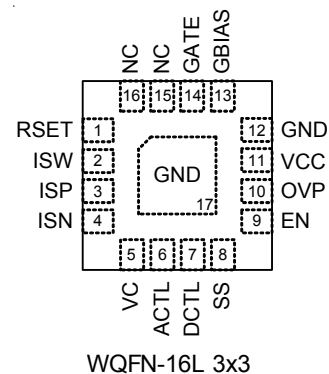 NC
NC
GATE
GBIAS
16
15
14
13
RSET 1
ISW 2
ISP 3
ISN 4
GND
17
12 GND
11 VCC
10 OVP
9 EN
5
6
7
8
VC
ACTL
DCTL
SS
WQFN-16L 3x3